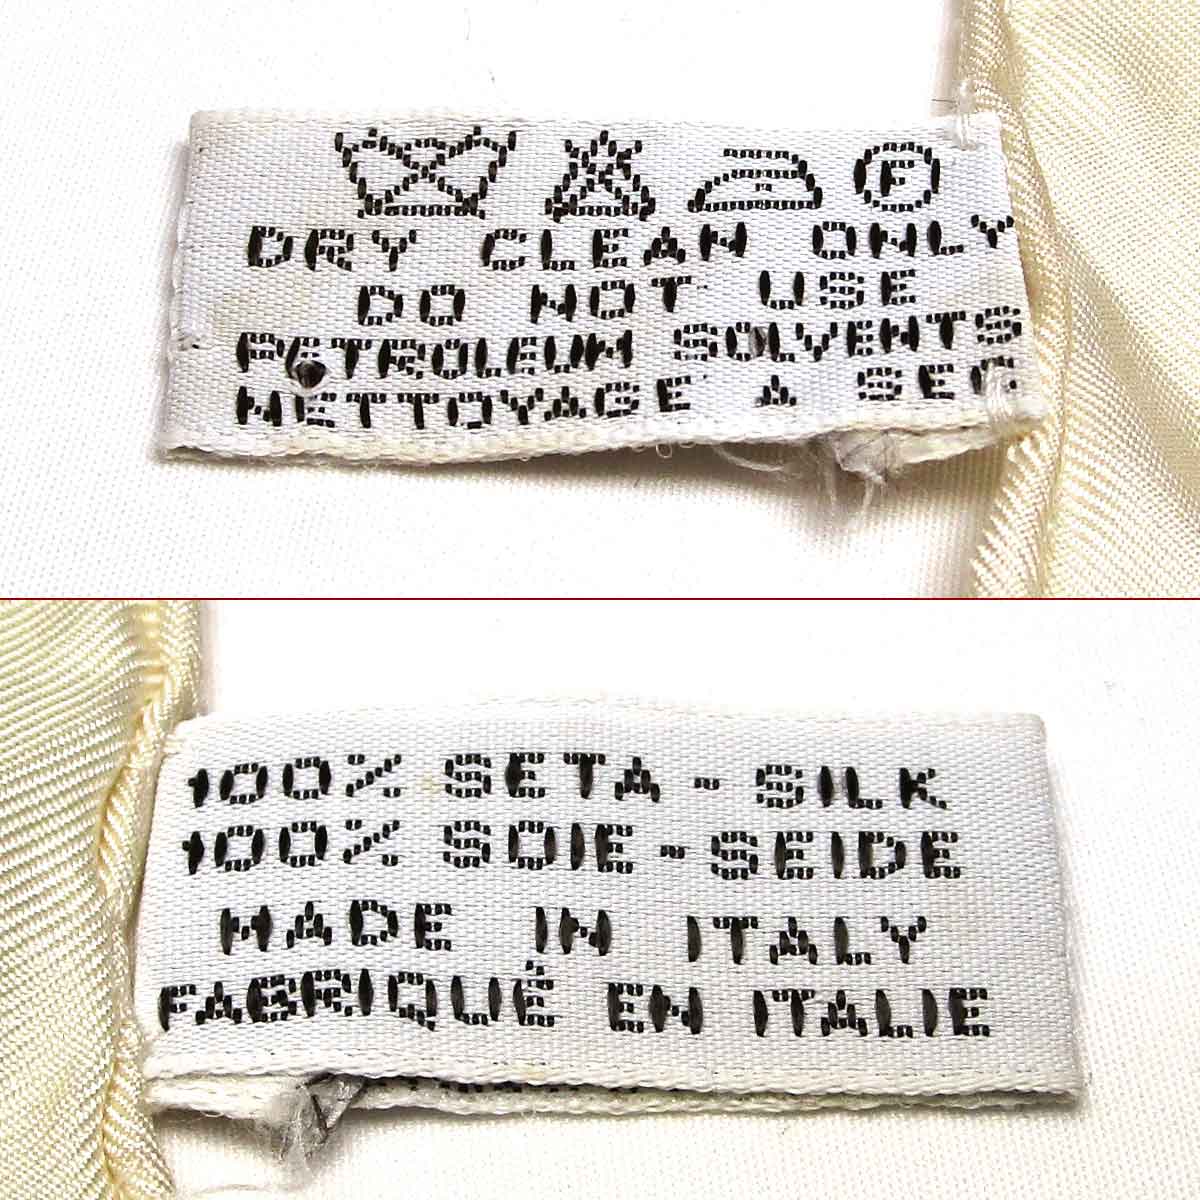 F
DRY CLEAN ONLY
DO NOT USE
PETROLEUM SOLVENTS
NETTOYAGE A SEC
100% SETA - SILK
100% SOIE - SEIDE
MADE IN ITALY
FABRIQUÉ EN ITALIE